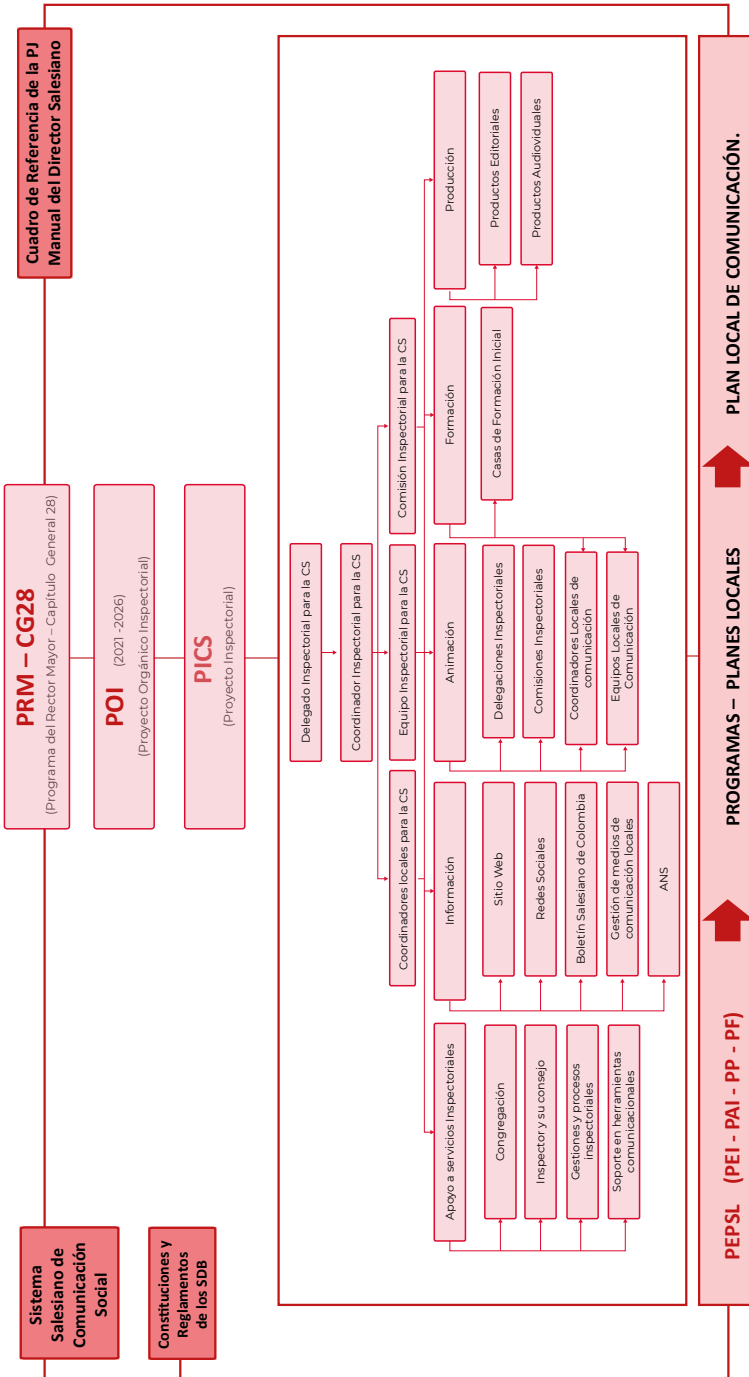 Sistema
Salesiano de
Comunicación
Social
Constituciones y
Reglamentos
de los SDB
PRM – CG28
(Programa del Rector Mayor – Capítulo General 28)
POI (2021 -2026)
(Proyecto Orgánico Inspectorial)
PICS
(Proyecto Inspectorial)
Cuadro de Referencia de la PJ
Manual del Director Salesiano
Delegado Inspectorial para la CS
Coordinador Inspectorial para la CS
Coordinadores locales para la CS
Equipo Inspectorial para la CS
Comisión Inspectorial para la CS
Apoyo a servicios Inspectoriales
Congregación
Inspector y su consejo
Gestiones y procesos
inspectoriales
Soporte en herramientas
comunicacionales
Información
Sitio Web
Redes Sociales
Boletín Salesiano de Colombia
Gestión de medios de
comunicación locales
ANS
Animación
Delegaciones Inspectoriales
Comisiones Inspectoriales
Coordinadores Locales de
comunicación
Equipos Locales de
Comunicación
Formación
Casas de Formación Inicial
Producción
Productos Editoriales
Productos Audioviduales
PEPSL (PEI - PAI - PP - PF)
PROGRAMAS – PLANES LOCALES
PLAN LOCAL DE COMUNICACIÓN.